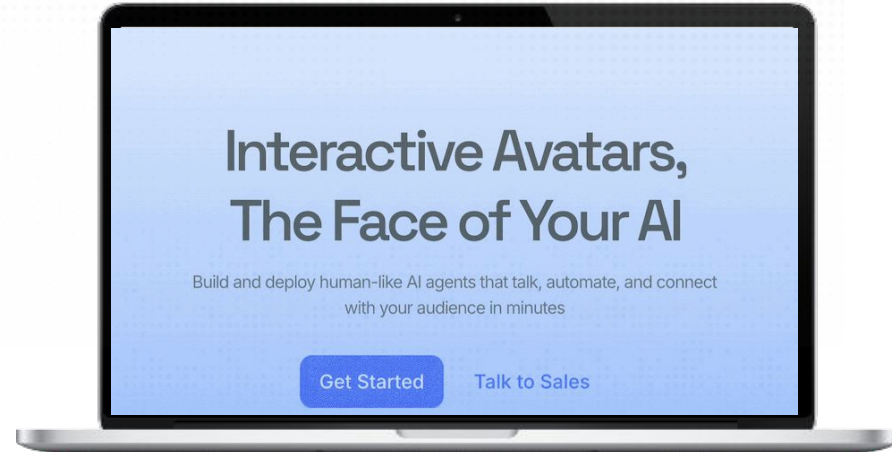 Interactive Avatars,
The Face of Your AI
Build and deploy human-like AI agents that talk, automate, and connect
with your audience in minutes
Get Started
Talk to Sales